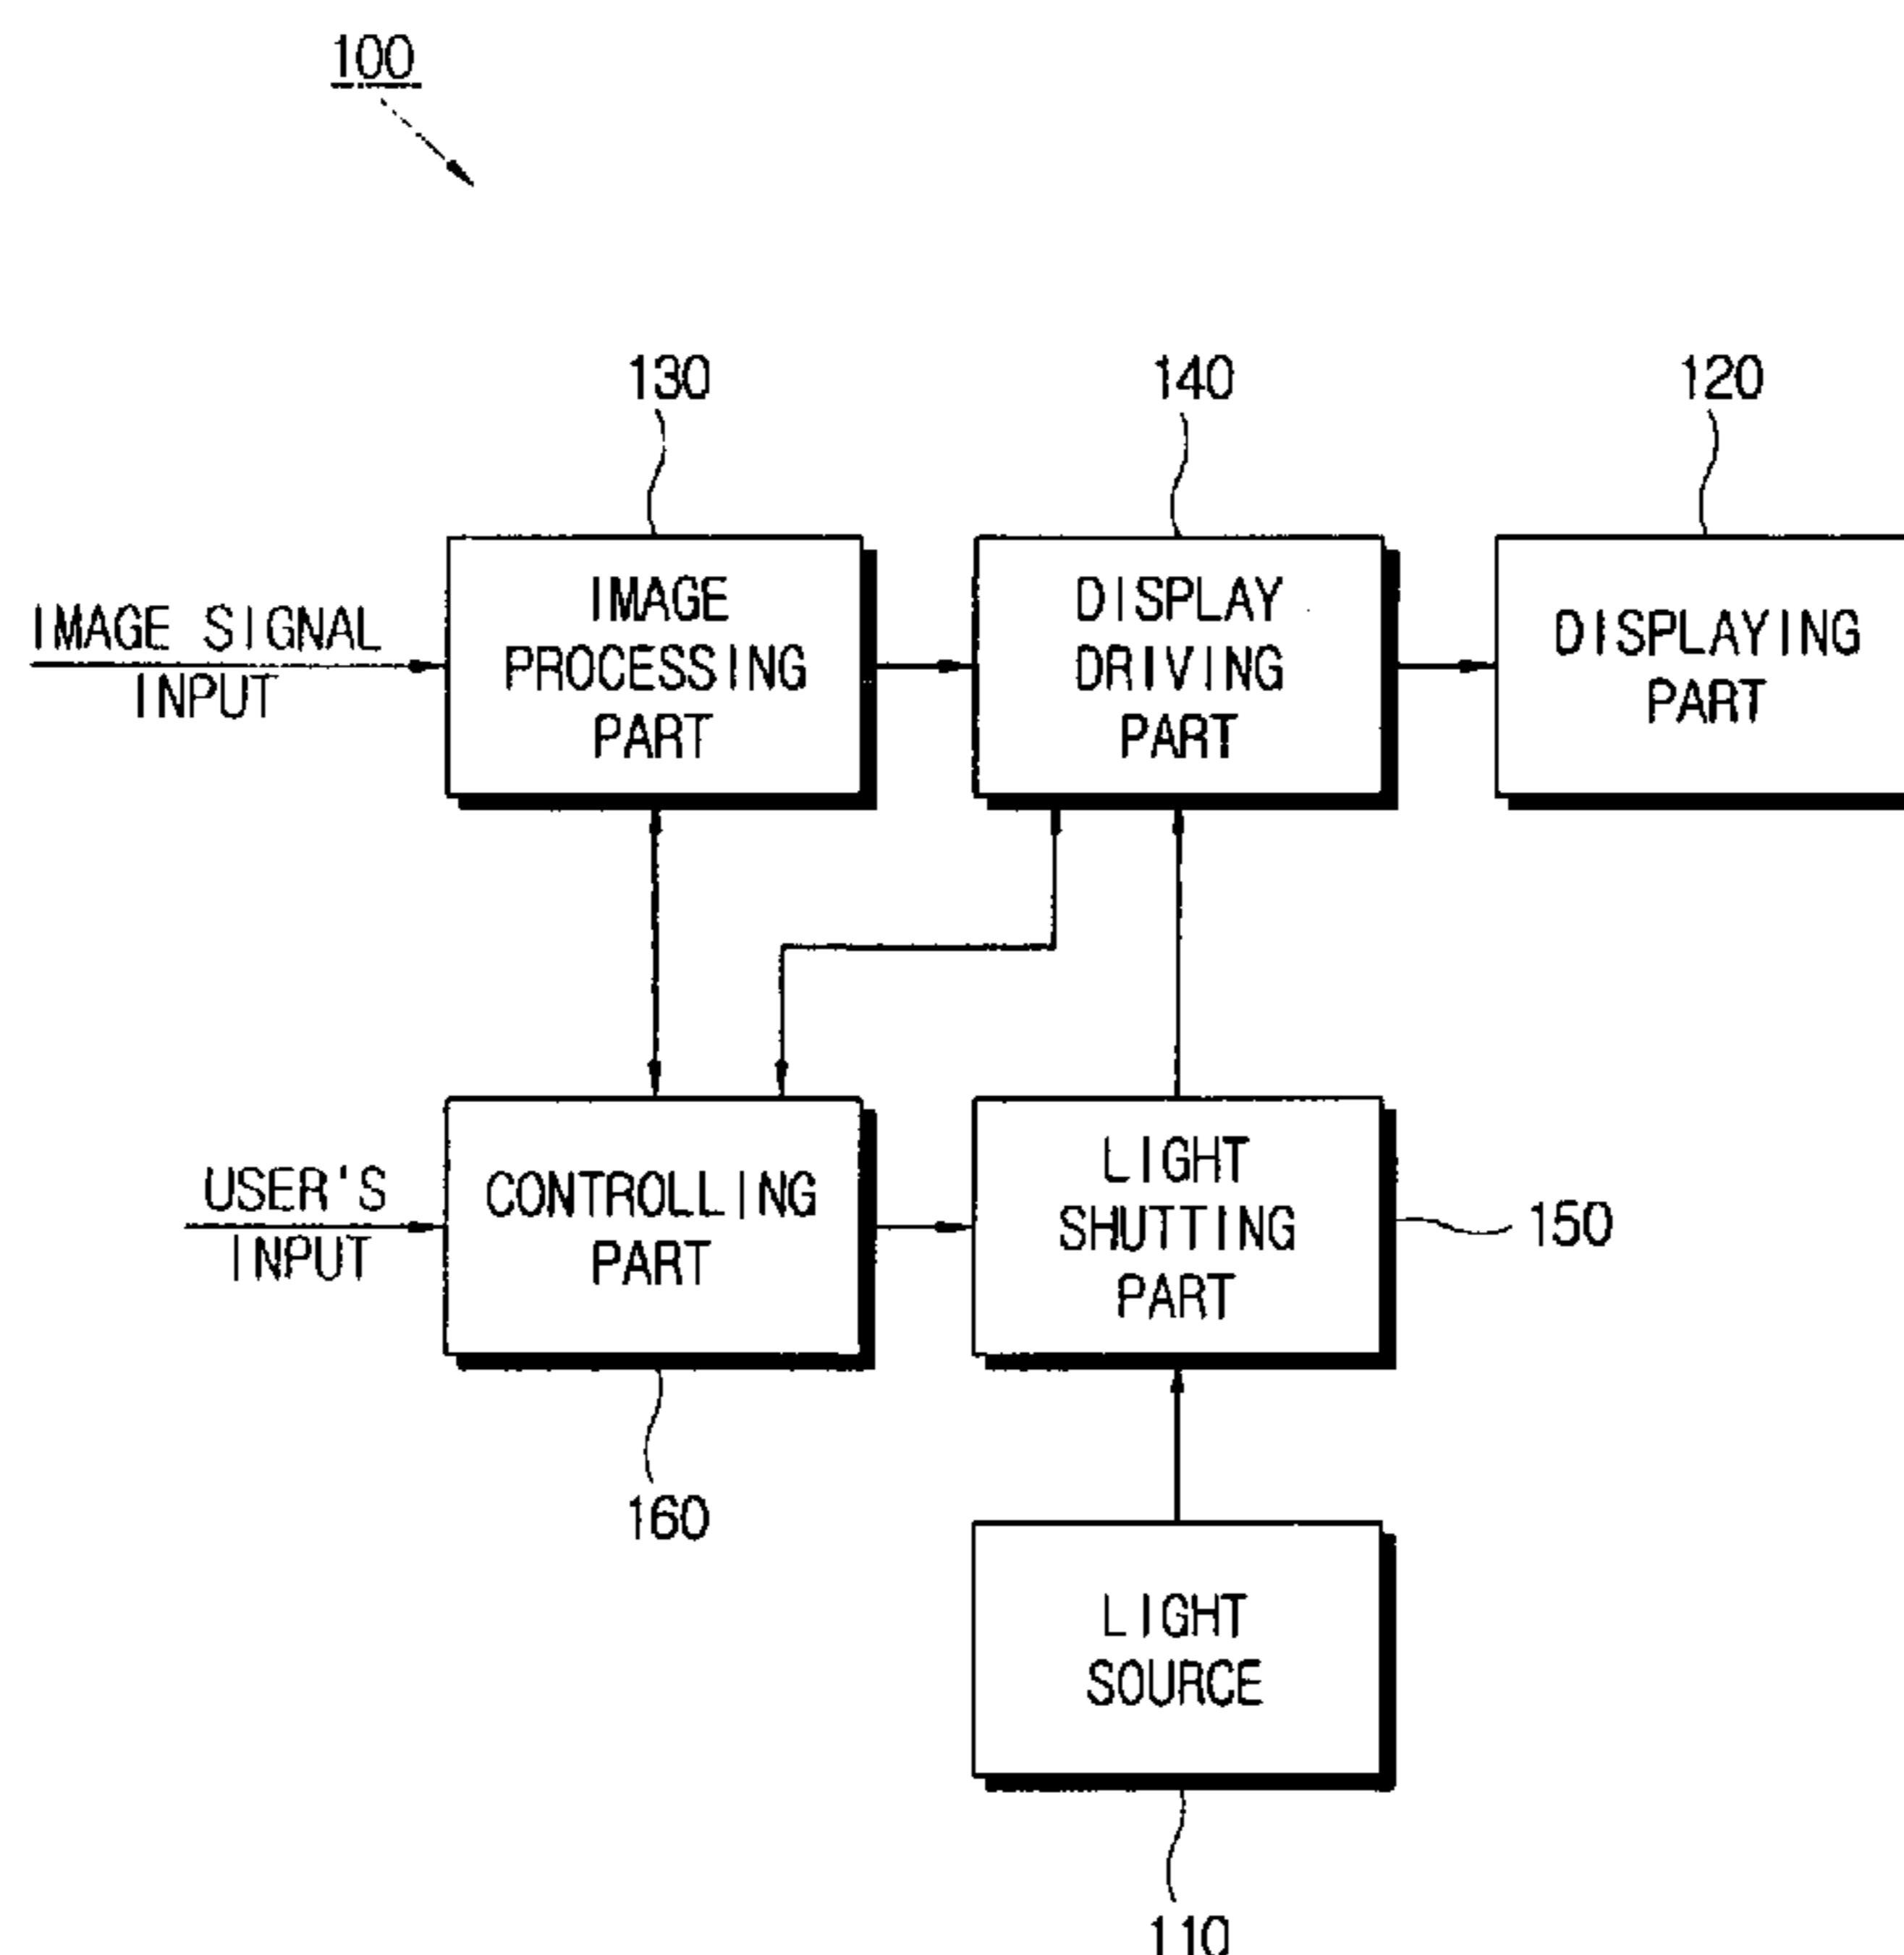 100
130
140
120
IMAGE SIGNAL
INPUT
IMAGE
PROCESSING
PART
DISPLAY
DRIVING
PART
DISPLAYING
PART
USER'S
INPUT
CONTROLLING
PART
LIGHT
SHUTTING
PART
150
160
LIGHT
SOURCE
110